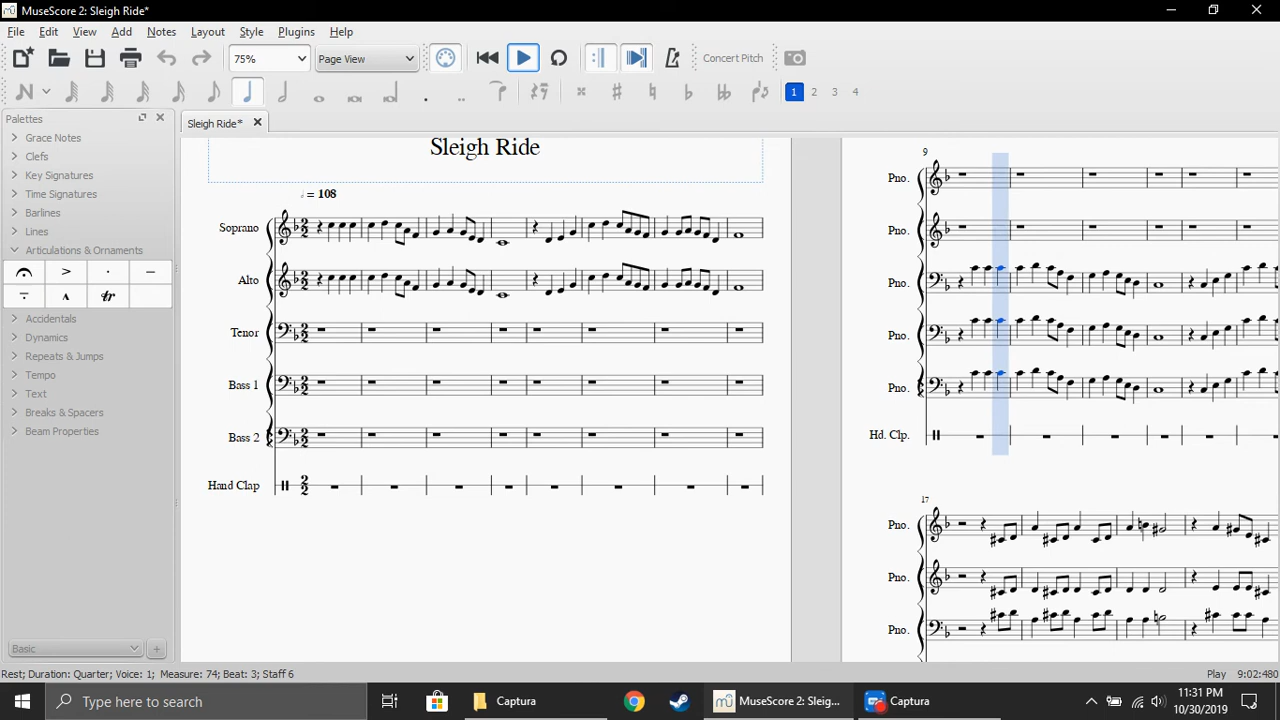 MuseScore 2: Sleigh Ride*
File Edit View Add Notes Layout Style Plugins Help
75% Page View Concert Pitch
1 2 3 4
Palettes
Sleigh Ride*
Grace Notes
Clefs
Key Signatures
Time Signatures
Barlines
Lines
Articulations & Ornaments
tr
Accidentals
Dynamics
Repeats & Jumps
Tempo
Text
Breaks & Spacers
Beam Properties
Basic
Sleigh Ride
= 108
Soprano
Alto
Tenor
Bass 1
Bass 2
Hand Clap
9
Pno.
Pno.
Pno.
Pno.
Pno.
Hd. Clp.
17
Pno.
Pno.
Pno.
Rest; Duration: Quarter; Voice: 1; Measure: 74; Beat: 3; Staff 6
Play 9:02:480
Type here to search
Captura
MuseScore 2: Sleig...
Captura
11:31 PM
10/30/2019